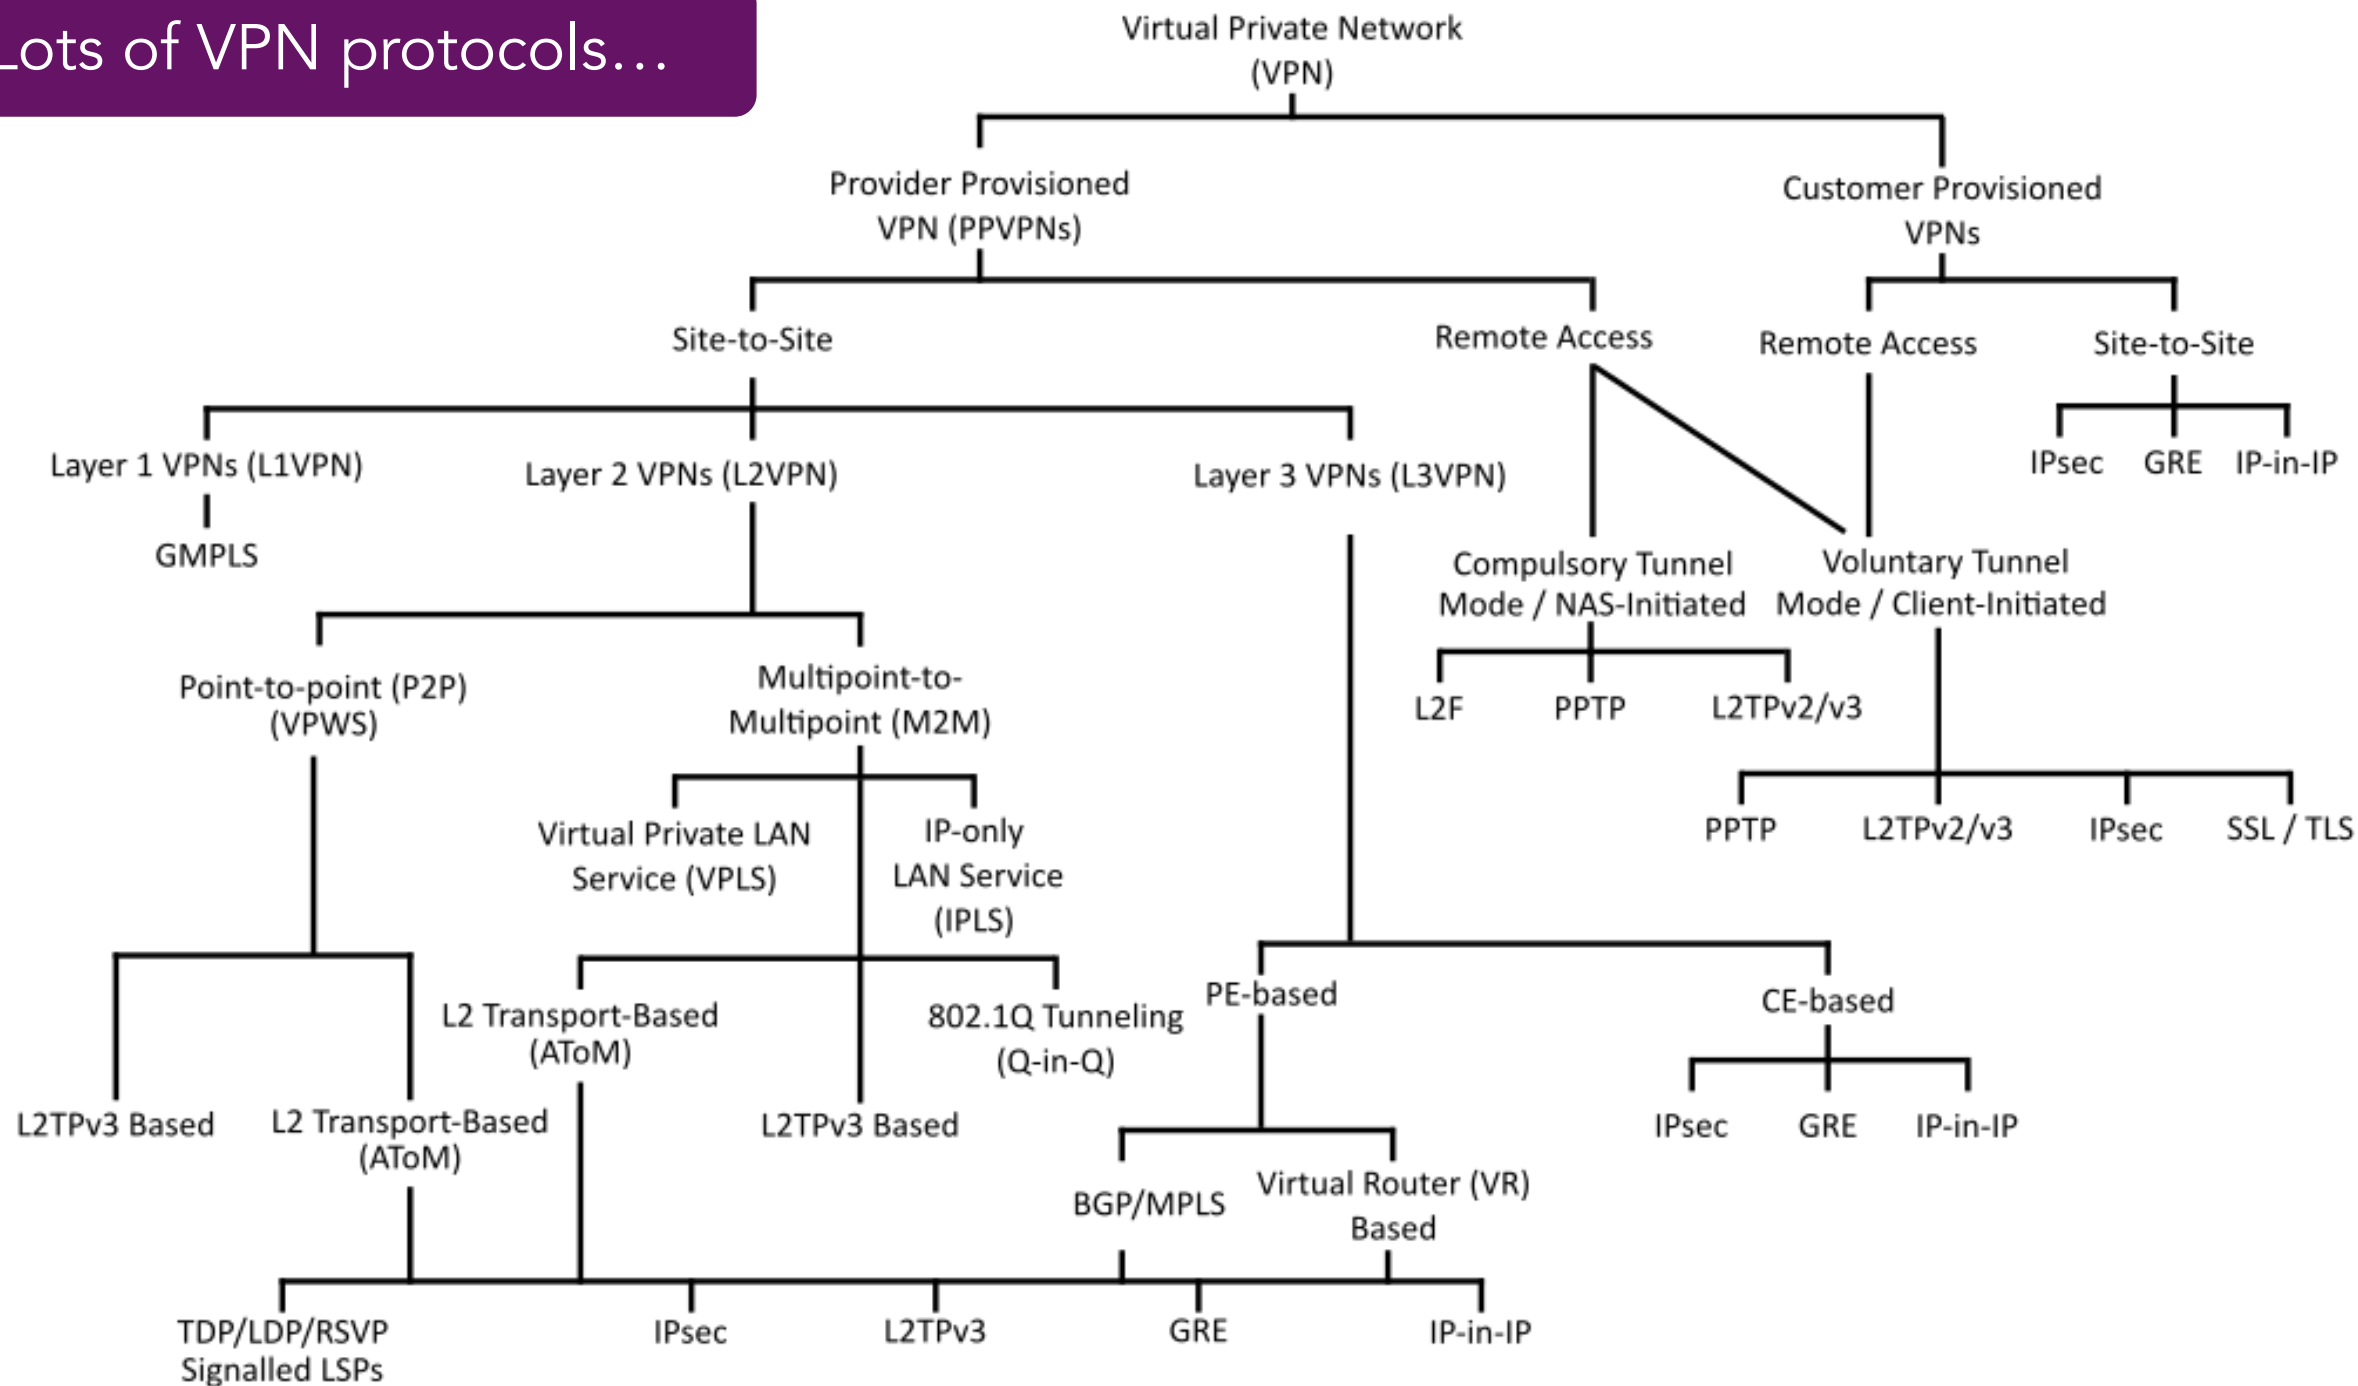 Lots of VPN protocols...
Virtual Private Network
(VPN)
Provider Provisioned
VPN (PPVPNs)
Customer Provisioned
VPNs
Site-to-Site
Remote Access
Remote Access
Site-to-Site
Layer 1 VPNs (L1VPN)
Layer 2 VPNs (L2VPN)
Layer 3 VPNs (L3VPN)
IPsec
GRE
IP-in-IP
GMPLS
Compulsory Tunnel
Mode / NAS-Initiated
Voluntary Tunnel
Mode / Client-Initiated
Point-to-point (P2P)
(VPWS)
Multipoint-to-
Multipoint (M2M)
L2F
PPTP
L2TPv2/v3
Virtual Private LAN
Service (VPLS)
IP-only
LAN Service
(IPLS)
PPTP
L2TPv2/v3
IPsec
SSL / TLS
L2 Transport-Based
(AToM)
802.1Q Tunneling
(Q-in-Q)
PE-based
CE-based
L2TPv3 Based
L2 Transport-Based
(AToM)
L2TPv3 Based
IPsec
GRE
IP-in-IP
BGP/MPLS
Virtual Router (VR)
Based
TDP/LDP/RSVP
Signalled LSPs
IPsec
L2TPv3
GRE
IP-in-IP